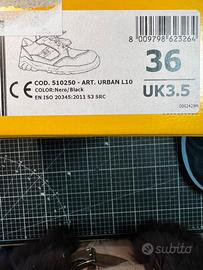 8 009798 623264
36
UK3.5
CE
COD. 510250 - ART. URBAN L10
COLOR:Nero/Black
EN ISO 20345:2011 S3 SRC
subito